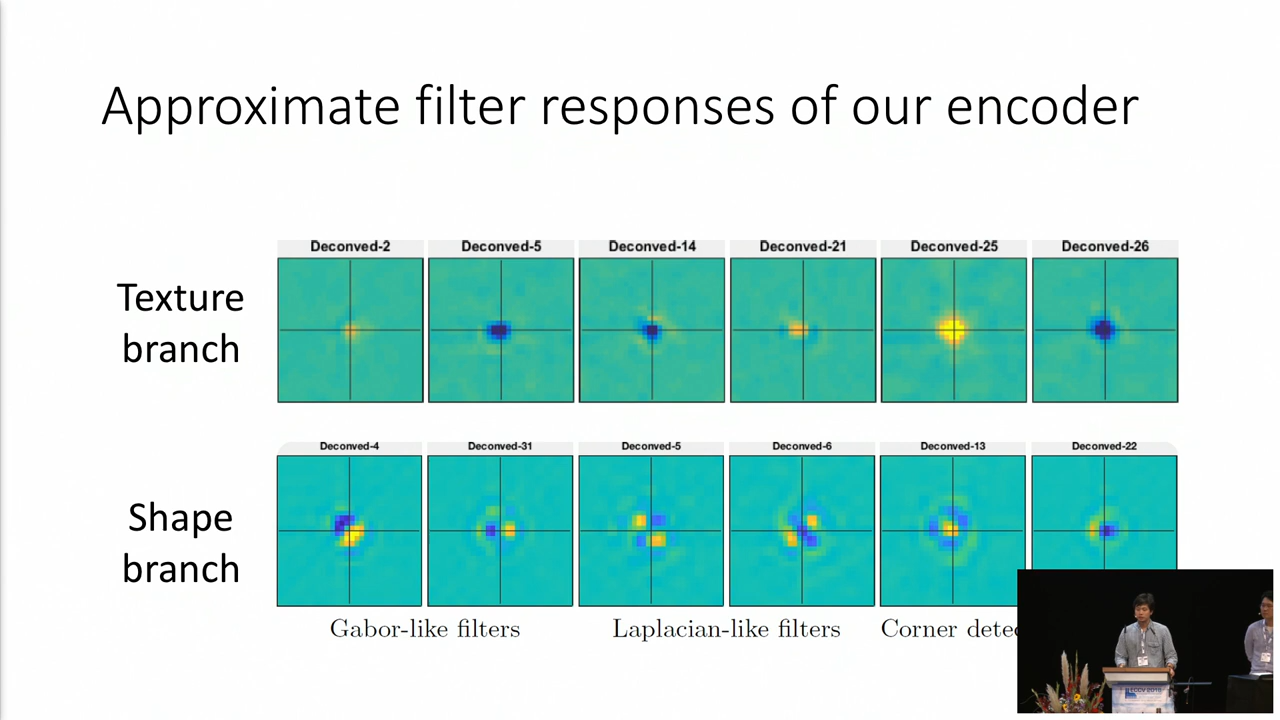 Approximate filter responses of our encoder
Deconved-2 Deconved-5 Deconved-14 Deconved-21 Deconved-25 Deconved-26
Texture
branch
Deconved-4 Deconved-31 Deconved-5 Deconved-6 Deconved-13 Deconved-22
Shape
branch
Gabor-like filters Laplacian-like filters Corner